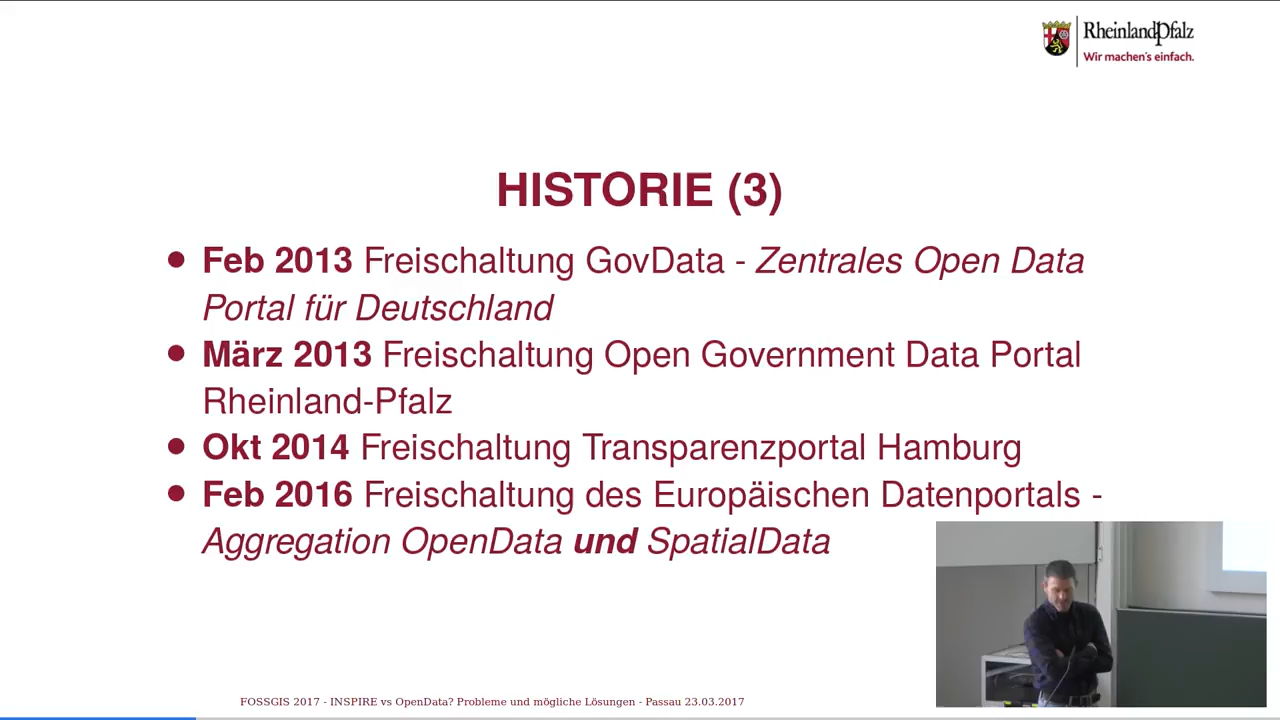 RheinlandPfalz
Wir machen's einfach.
HISTORIE (3)
• Feb 2013 Freischaltung GovData - Zentrales Open Data
Portal für Deutschland
• März 2013 Freischaltung Open Government Data Portal
Rheinland-Pfalz
• Okt 2014 Freischaltung Transparenzportal Hamburg
• Feb 2016 Freischaltung des Europäischen Datenportals -
Aggregation OpenData und SpatialData
FOSSGIS 2017 - INSPIRE vs OpenData? Probleme und mögliche Lösungen - Passau 23.03.2017